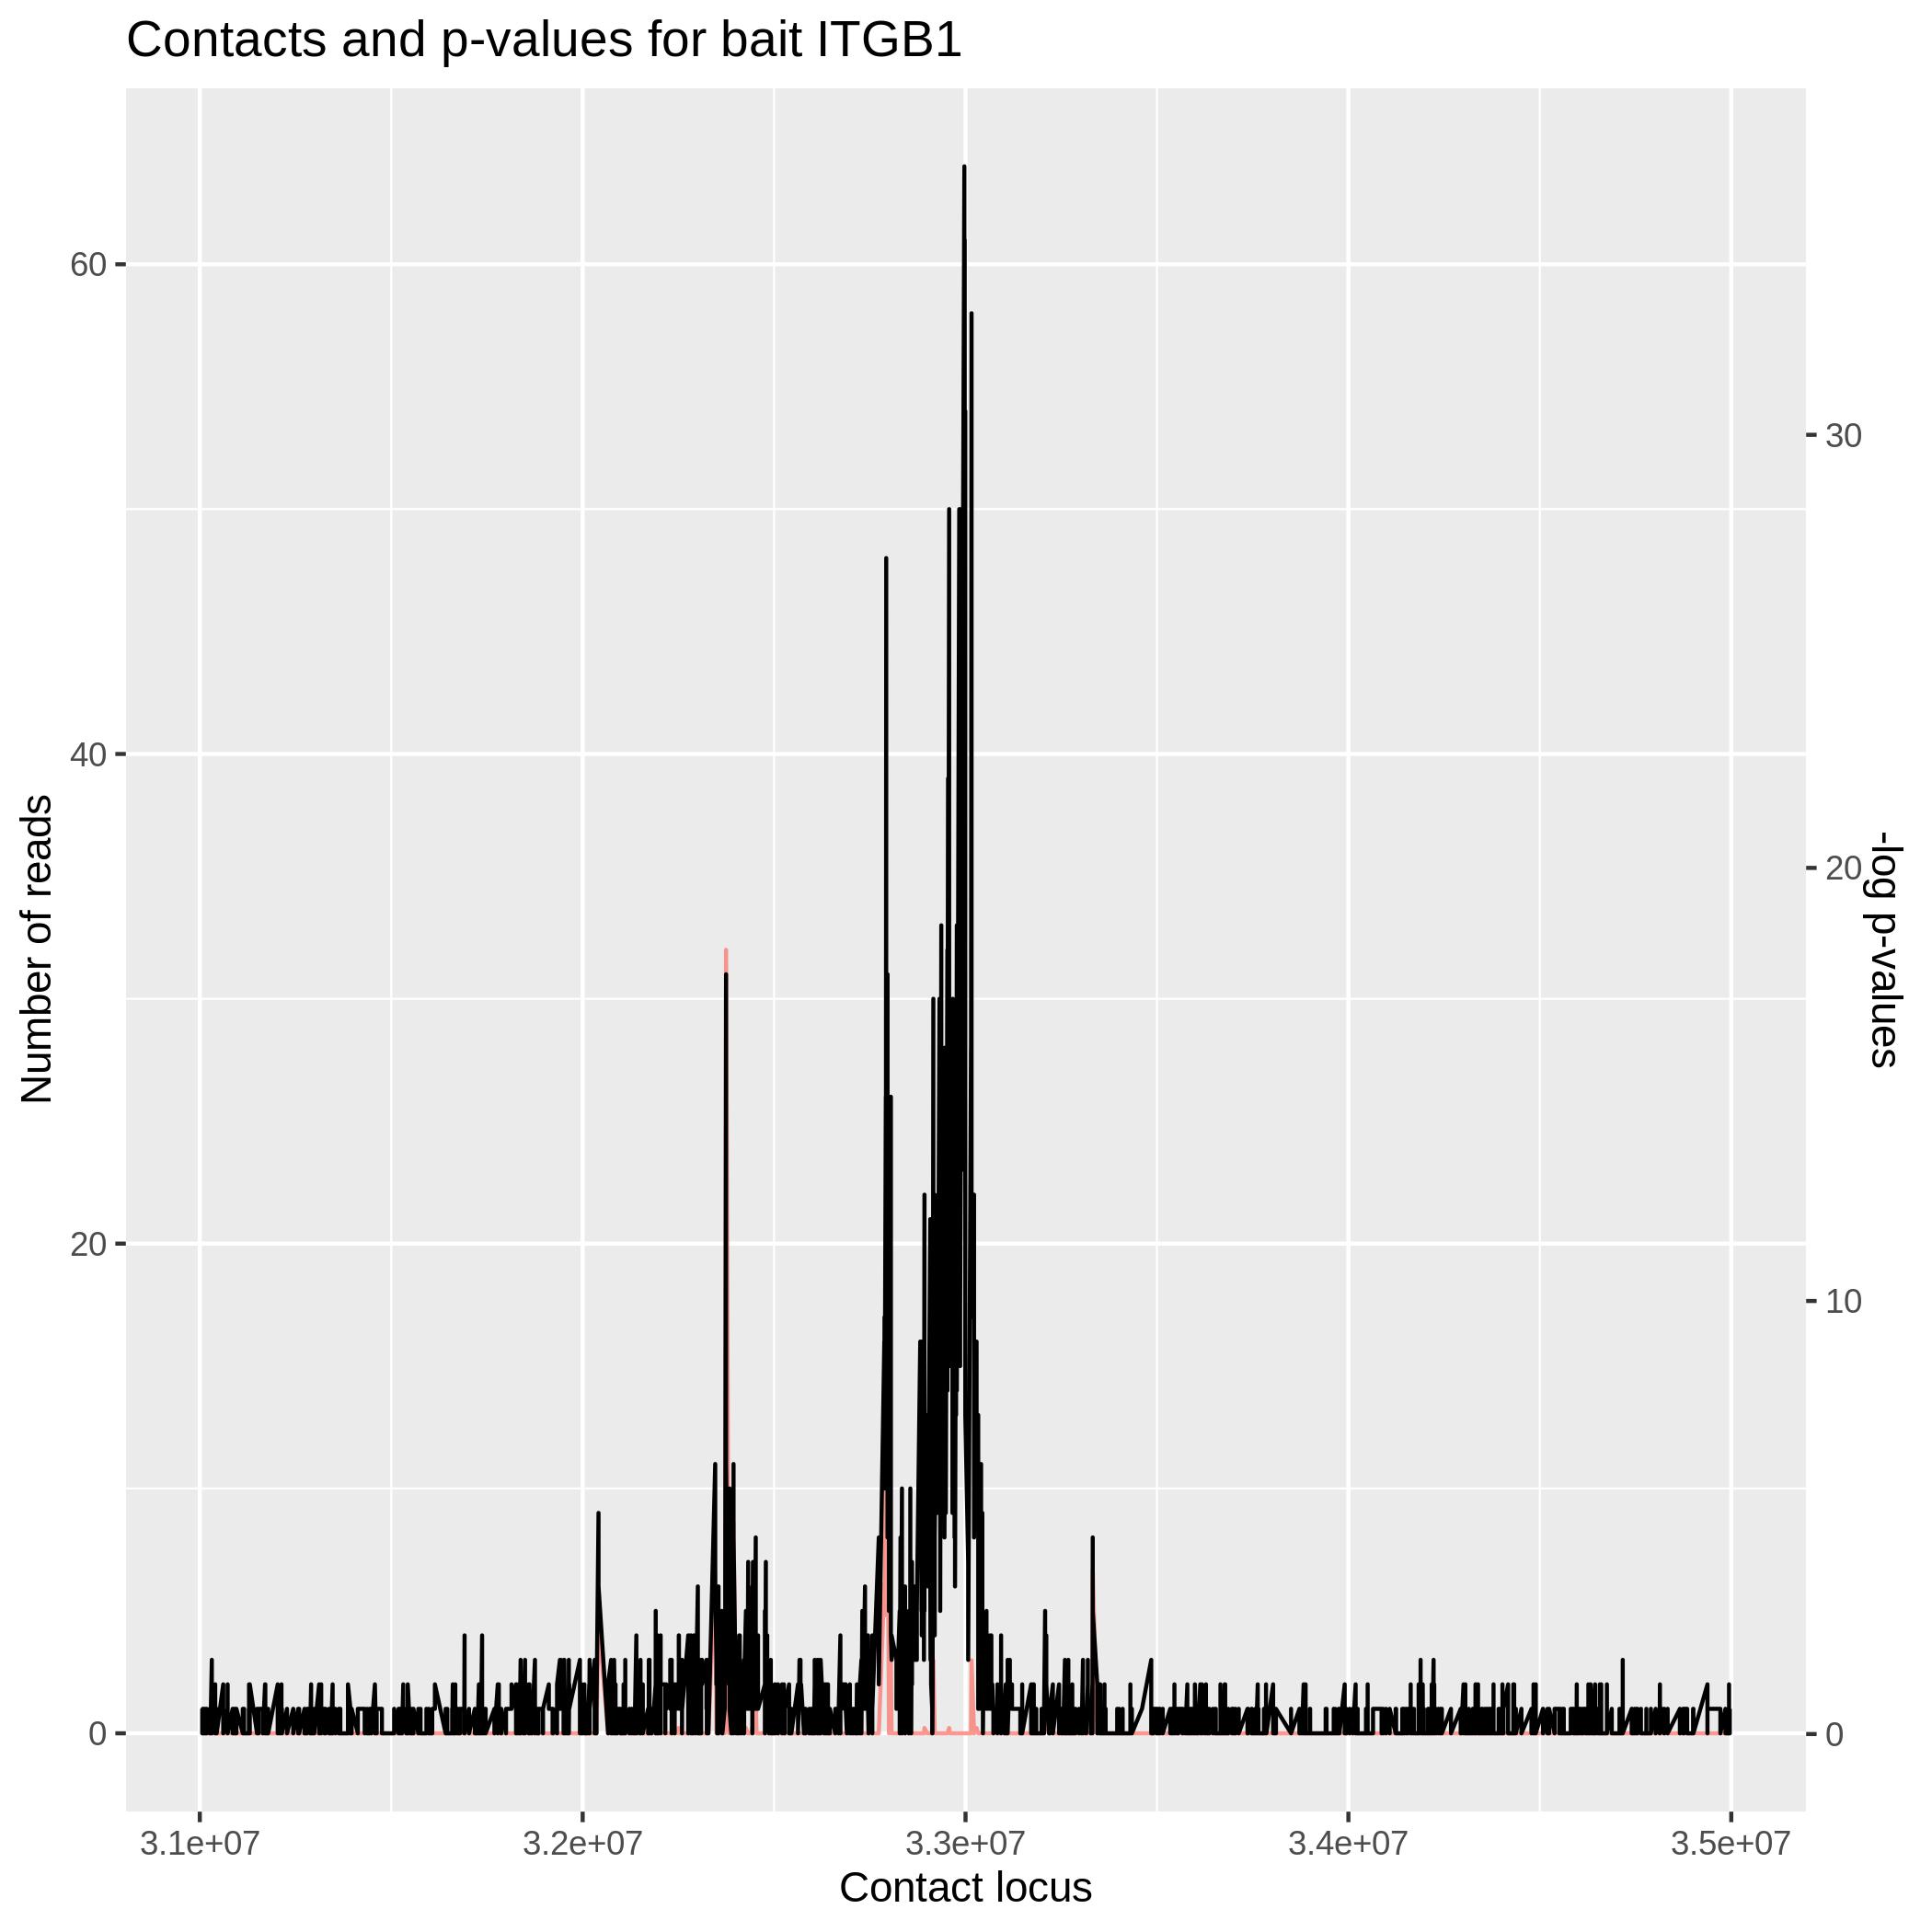 Contacts and p-values for bait ITGB1
60
40
20
0
Number of reads
30
20
10
0
-log p-values
3.1e+07 3.2e+07 3.3e+07 3.4e+07 3.5e+07
Contact locus